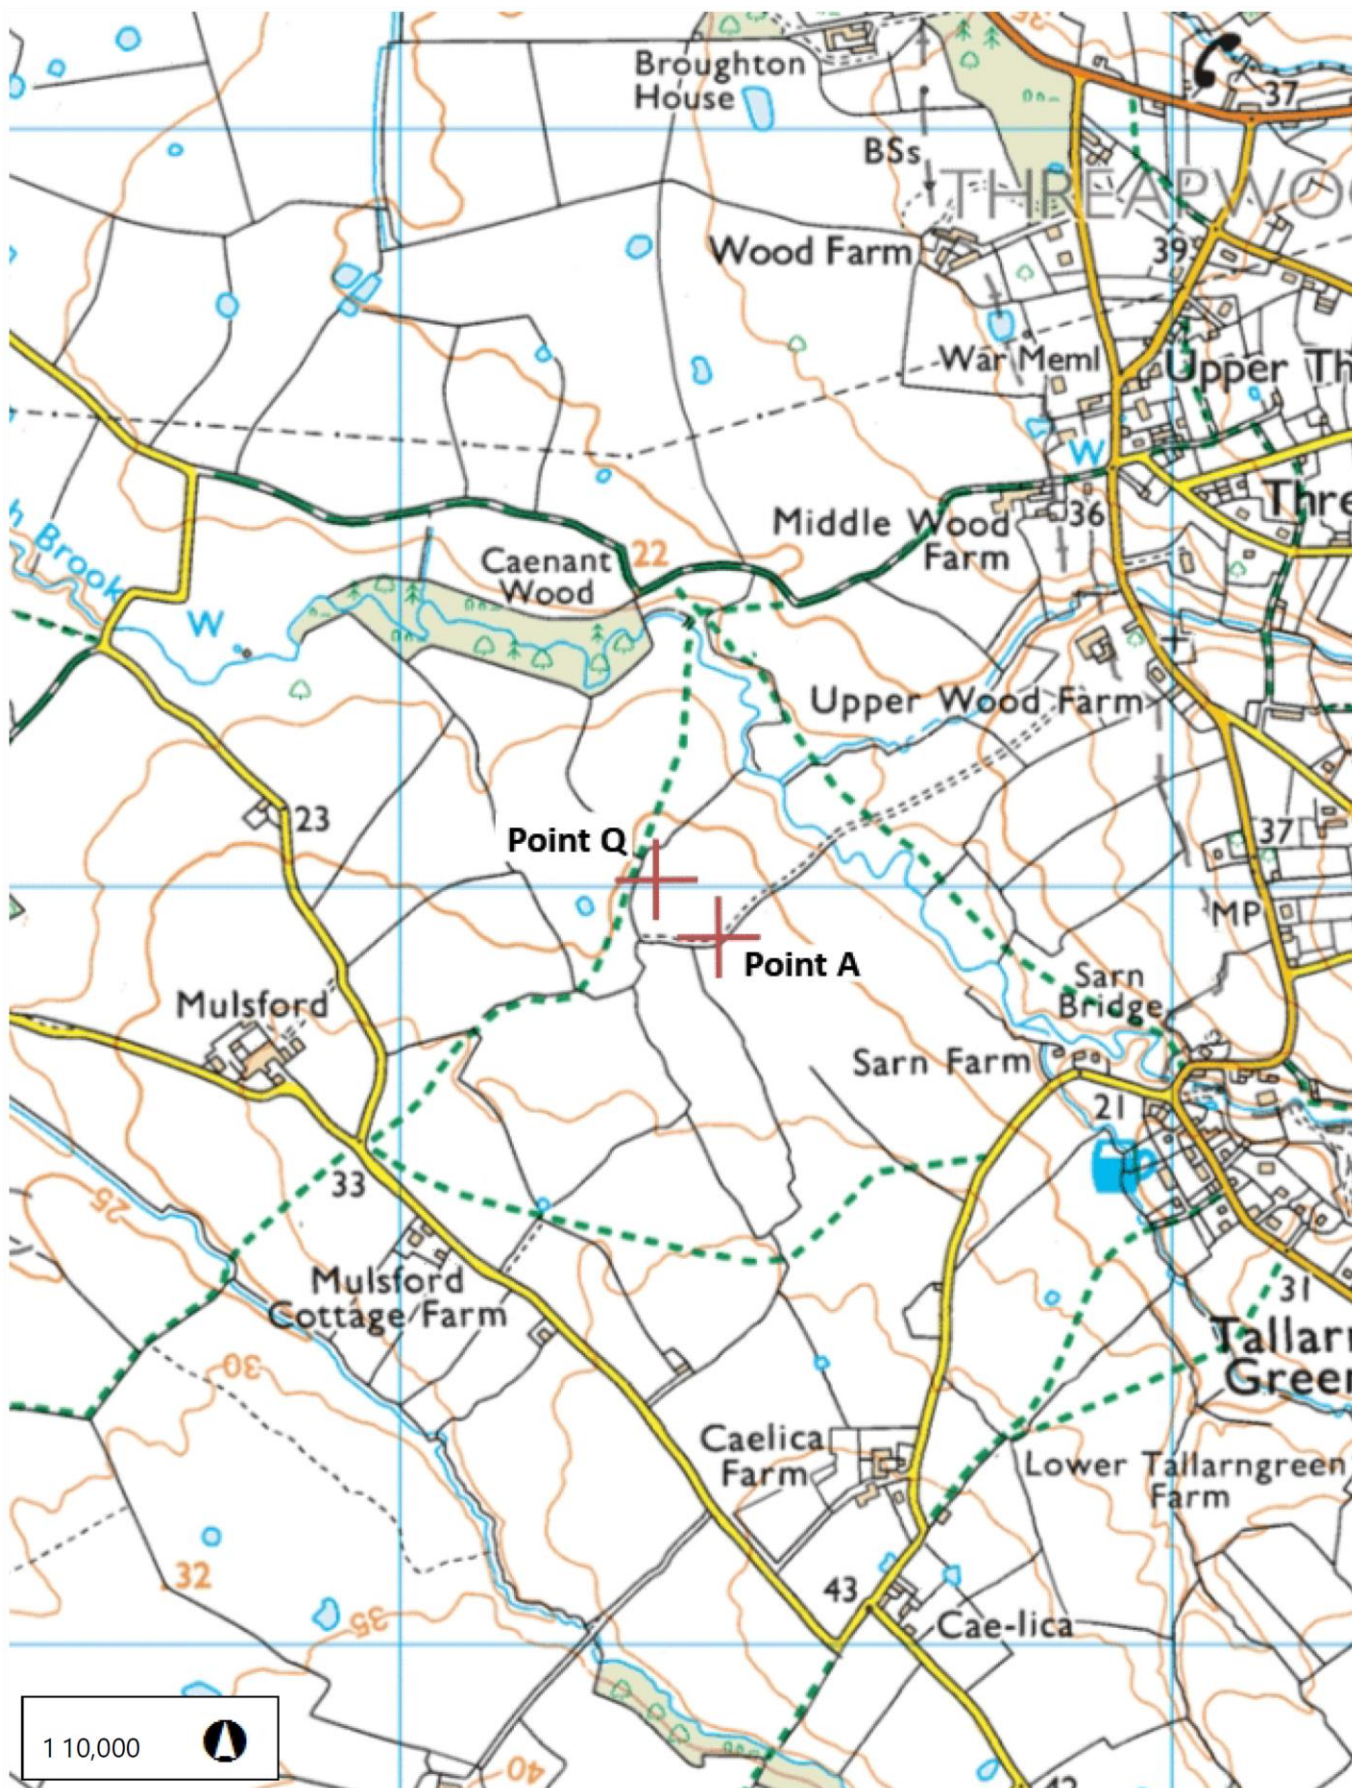 Broughton
House
37
BSs
THREAPWO
Wood Farm
39
War Meml
Upper Th
W
Thre
Middle Wood
Farm
36
Caenant
Wood
22
h Brook
W
Upper Wood Farm
23
37
Point Q
MP
Point A
Sarn
Bridge
Mulsford
Sarn Farm
21
33
25
31
Mulsford
Cottage Farm
Tallarn
Green
30
Caelica
Farm
Lower Tallarngreen
Farm
32
43
35
Cae-lica
1 10,000
40
42